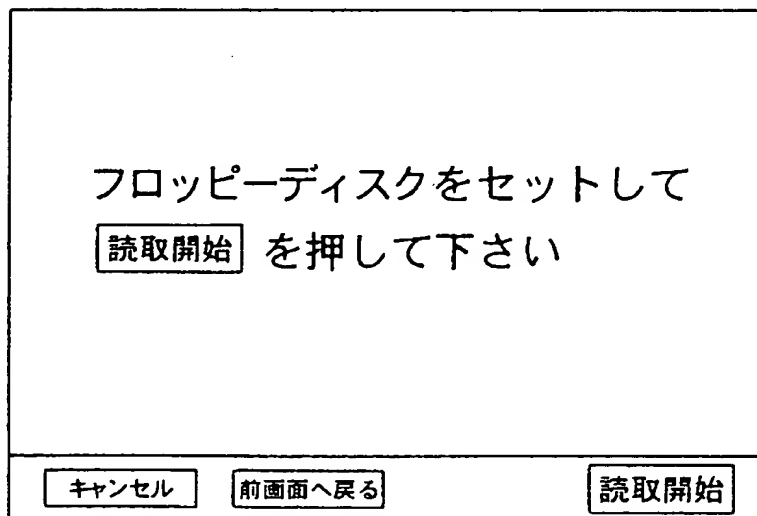 フロッピーディスクをセットして
読取開始 を押して下さい
キャンセル 前画面へ戻る 読取開始